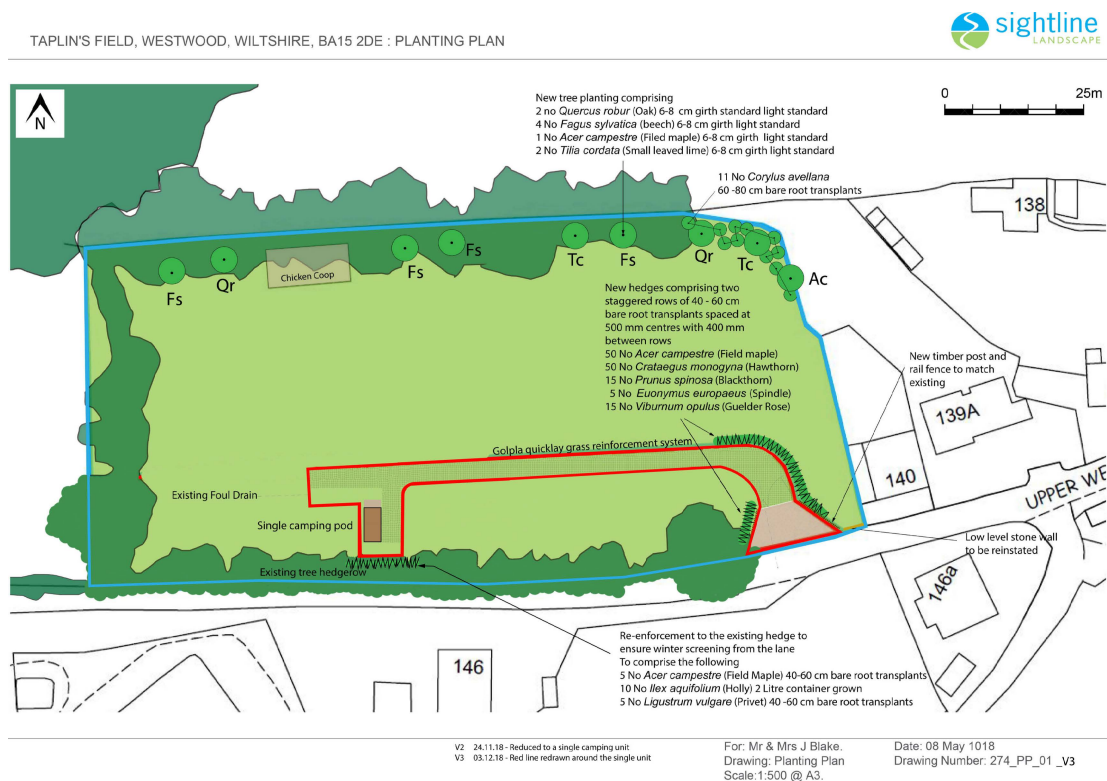 TAPLIN'S FIELD, WESTWOOD, WILTSHIRE, BA15 2DE : PLANTING PLAN
sightline
LANDSCAPE
N
0 25m
New tree planting comprising
2 no Quercus robur (Oak) 6-8 cm girth standard light standard
4 No Fagus sylvatica (beech) 6-8 cm girth light standard
1 No Acer campestre (Filed maple) 6-8 cm girth light standard
2 No Tilia cordata (Small leaved lime) 6-8 cm girth light standard
11 No Corylus avellana
60 -80 cm bare root transplants
138
Fs
Qr
Chicken Coop
Fs
Fs
Tc
Fs
Qr
Tc
Ac
New hedges comprising two
staggered rows of 40 - 60 cm
bare root transplants spaced at
500 mm centres with 400 mm
between rows
50 No Acer campestre (Field maple)
50 No Crataegus monogyna (Hawthorn)
15 No Prunus spinosa (Blackthorn)
5 No Euonymus europaeus (Spindle)
15 No Viburnum opulus (Guelder Rose)
New timber post and
rail fence to match
existing
139A
140
UPPER WE
Golpla quicklay grass reinforcement system
Existing Foul Drain
Single camping pod
Existing tree hedgerow
Low level stone wall
to be reinstated
146a
146
Re-enforcement to the existing hedge to
ensure winter screening from the lane
To comprise the following
5 No Acer campestre (Field Maple) 40-60 cm bare root transplants
10 No Ilex aquifolium (Holly) 2 Litre container grown
5 No Ligustrum vulgare (Privet) 40 -60 cm bare root transplants
V2 24.11.18 - Reduced to a single camping unit
V3 03.12.18 - Red line redrawn around the single unit
For: Mr & Mrs J Blake.
Drawing: Planting Plan
Scale:1:500 @ A3.
Date: 08 May 1018
Drawing Number: 274_PP_01 _V3